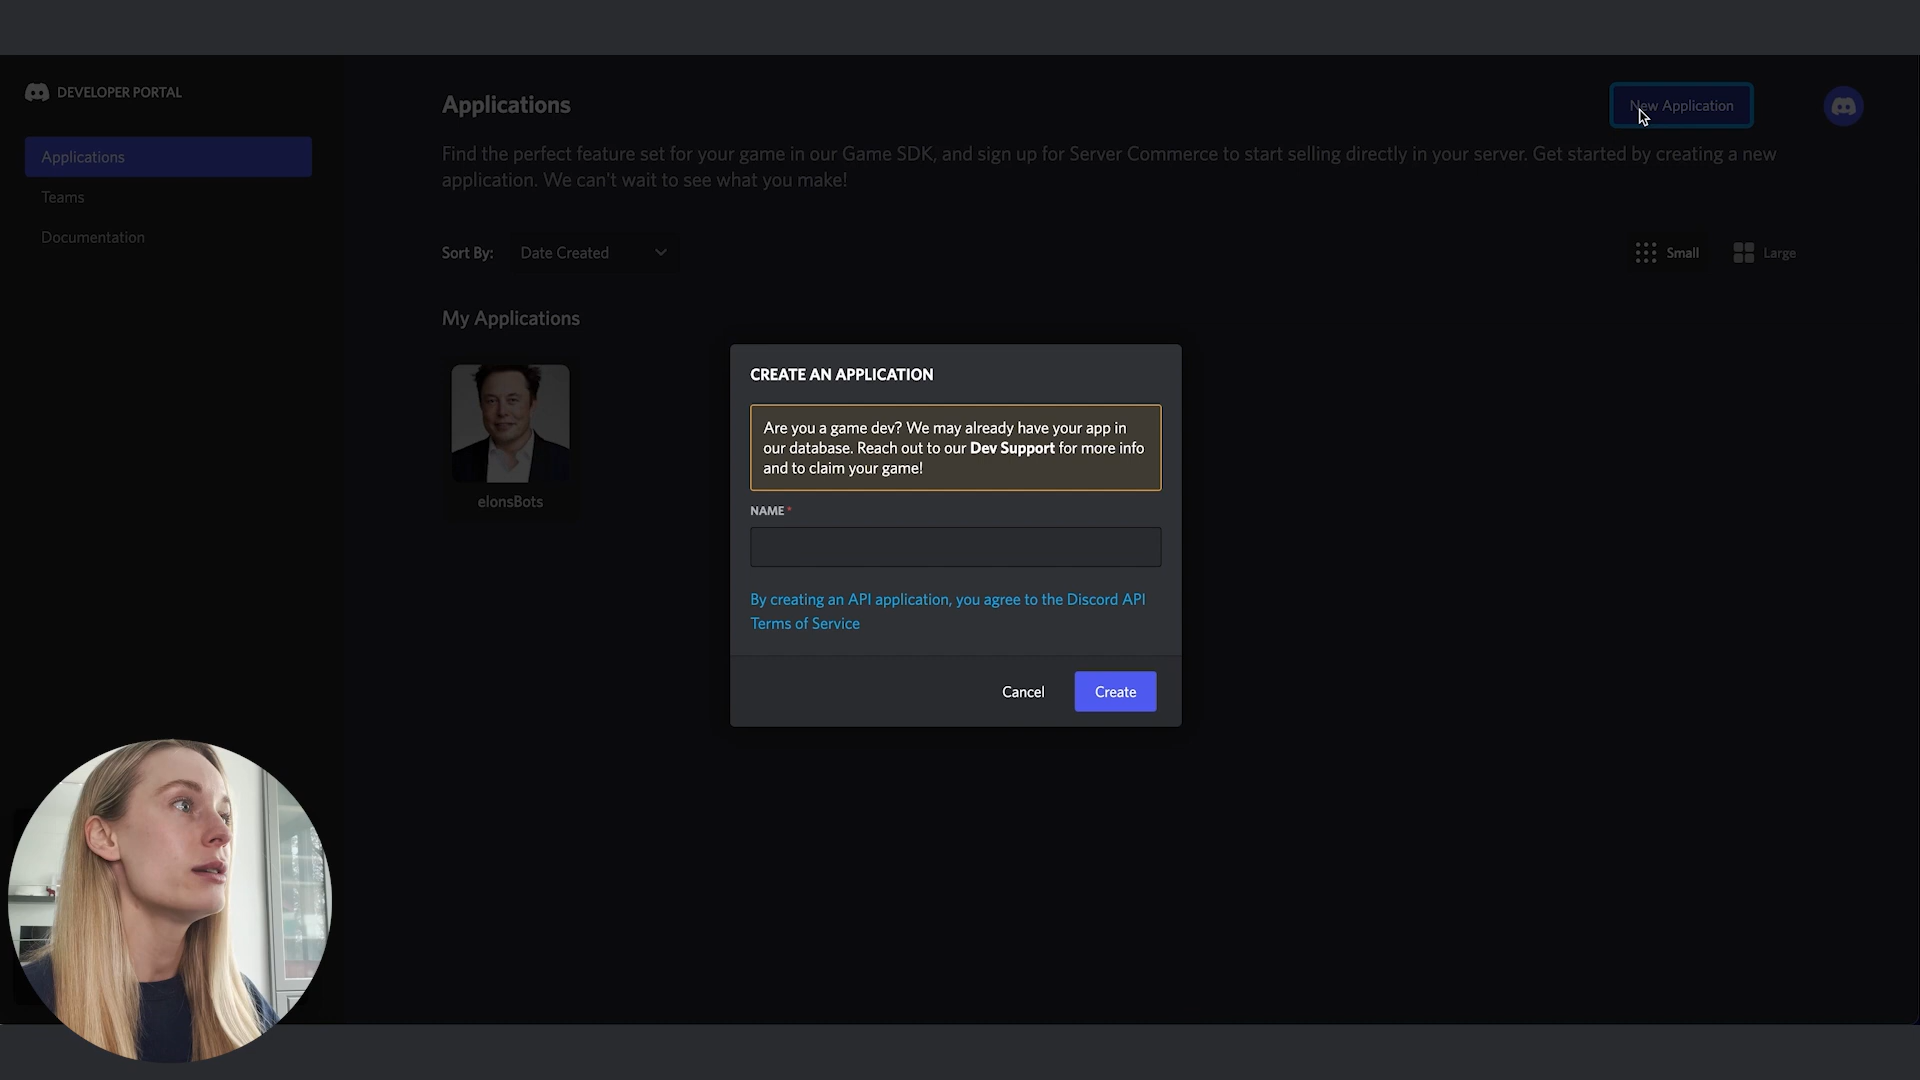 DEVELOPER PORTAL
Applications
Teams
Documentation
Applications
New Application
Find the perfect feature set for your game in our Game SDK, and sign up for Server Commerce to start selling directly in your server. Get started by creating a new
application. We can't wait to see what you make!
Sort By: Date Created
Small Large
My Applications
elonsBots
CREATE AN APPLICATION
Are you a game dev? We may already have your app in
our database. Reach out to our Dev Support for more info
and to claim your game!
NAME *
By creating an API application, you agree to the Discord API
Terms of Service
Cancel Create